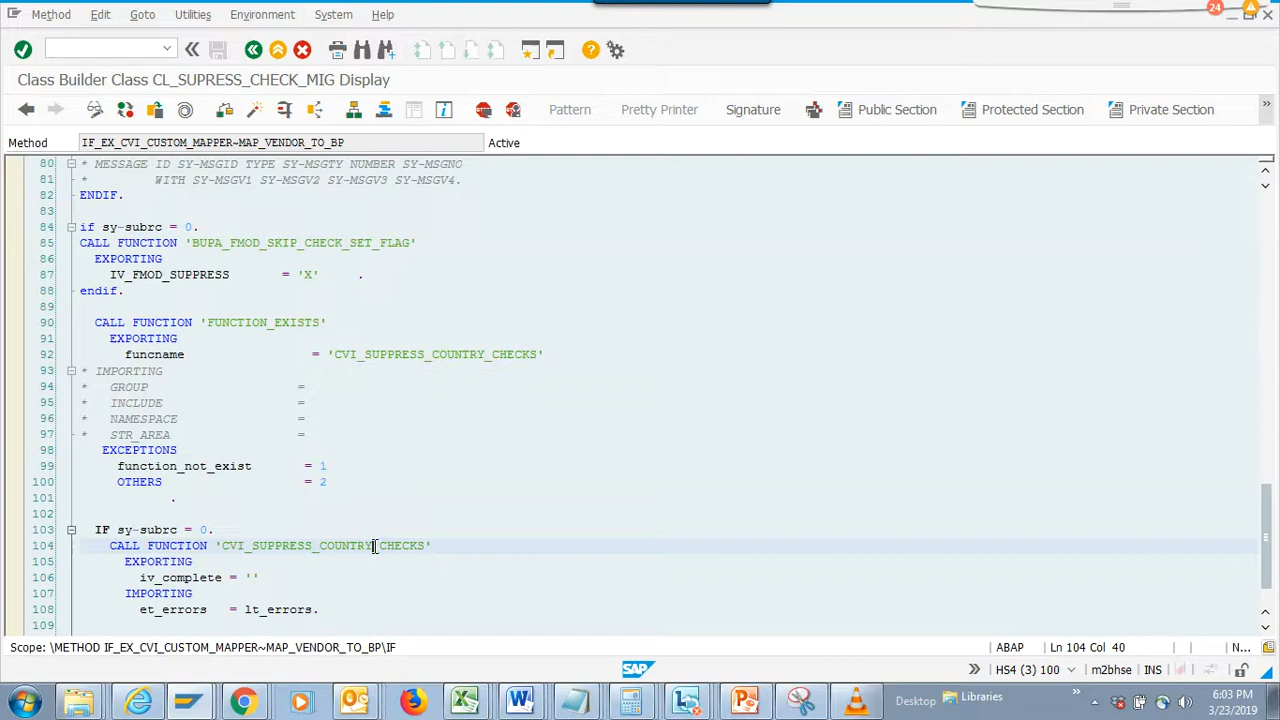 24
Method Edit Goto Utilities Environment System Help
Class Builder Class CL_SUPRESS_CHECK_MIG Display
Pattern Pretty Printer Signature Public Section Protected Section Private Section
Method IF_EX_CVI_CUSTOM_MAPPER~MAP_VENDOR_TO_BP Active
80 * MESSAGE ID SY-MSGID TYPE SY-MSGTY NUMBER SY-MSGNO
81 * WITH SY-MSGV1 SY-MSGV2 SY-MSGV3 SY-MSGV4.
82 ENDIF.
83
84 if sy-subrc = 0.
85 CALL FUNCTION 'BUPA_FMOD_SKIP_CHECK_SET_FLAG'
86 EXPORTING
87 IV_FMOD_SUPPRESS = 'X' .
88 endif.
89
90 CALL FUNCTION 'FUNCTION_EXISTS'
91 EXPORTING
92 funcname = 'CVI_SUPPRESS_COUNTRY_CHECKS'
93 * IMPORTING
94 * GROUP =
95 * INCLUDE =
96 * NAMESPACE =
97 * STR_AREA =
98 EXCEPTIONS
99 function_not_exist = 1
100 OTHERS = 2
101 .
102
103 IF sy-subrc = 0.
104 CALL FUNCTION 'CVI_SUPPRESS_COUNTRY_CHECKS'
105 EXPORTING
106 iv_complete = ''
107 IMPORTING
108 et_errors = lt_errors.
109
Scope: \METHOD IF_EX_CVI_CUSTOM_MAPPER~MAP_VENDOR_TO_BP\IF ABAP Ln 104 Col 40 N...
SAP HS4 (3) 100 m2bhse INS
Desktop Libraries 6:03 PM
3/23/2019